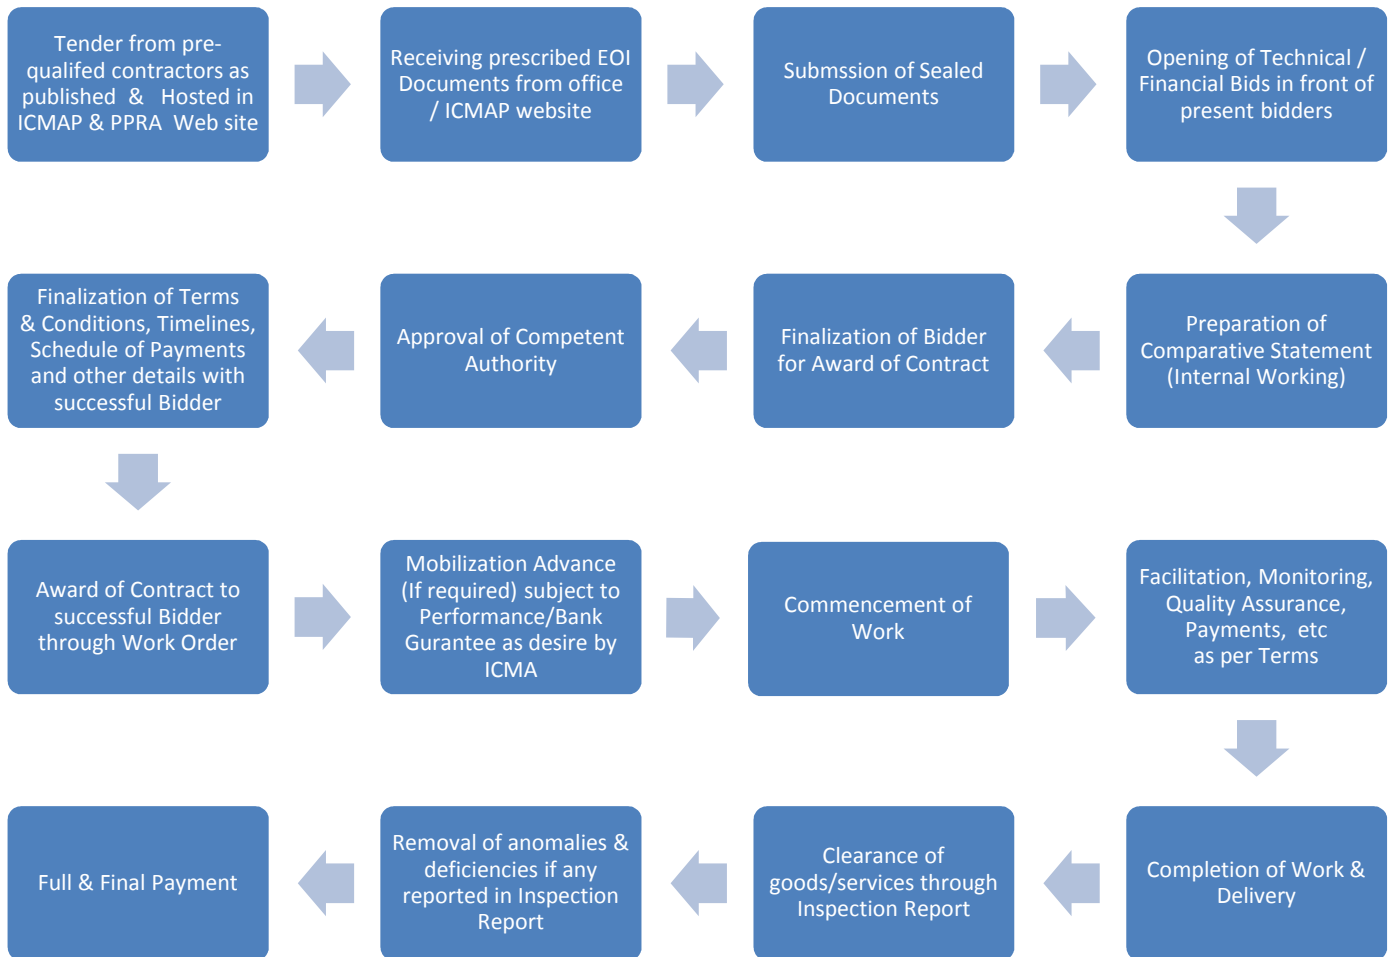 Tender from pre-
qualifed contractors as
published & Hosted in
ICMAP & PPRA Web site
Receiving prescribed EOI
Documents from office
/ ICMAP website
Submssion of Sealed
Documents
Opening of Technical /
Financial Bids in front of
present bidders
Preparation of
Comparative Statement
(Internal Working)
Finalization of Bidder
for Award of Contract
Approval of Competent
Authority
Finalization of Terms
& Conditions, Timelines,
Schedule of Payments
and other details with
successful Bidder
Award of Contract to
successful Bidder
through Work Order
Mobilization Advance
(If required) subject to
Performance/Bank
Gurantee as desire by
ICMA
Commencement of
Work
Facilitation, Monitoring,
Quality Assurance,
Payments, etc
as per Terms
Completion of Work &
Delivery
Clearance of
goods/services through
Inspection Report
Removal of anomalies &
deficiencies if any
reported in Inspection
Report
Full & Final Payment